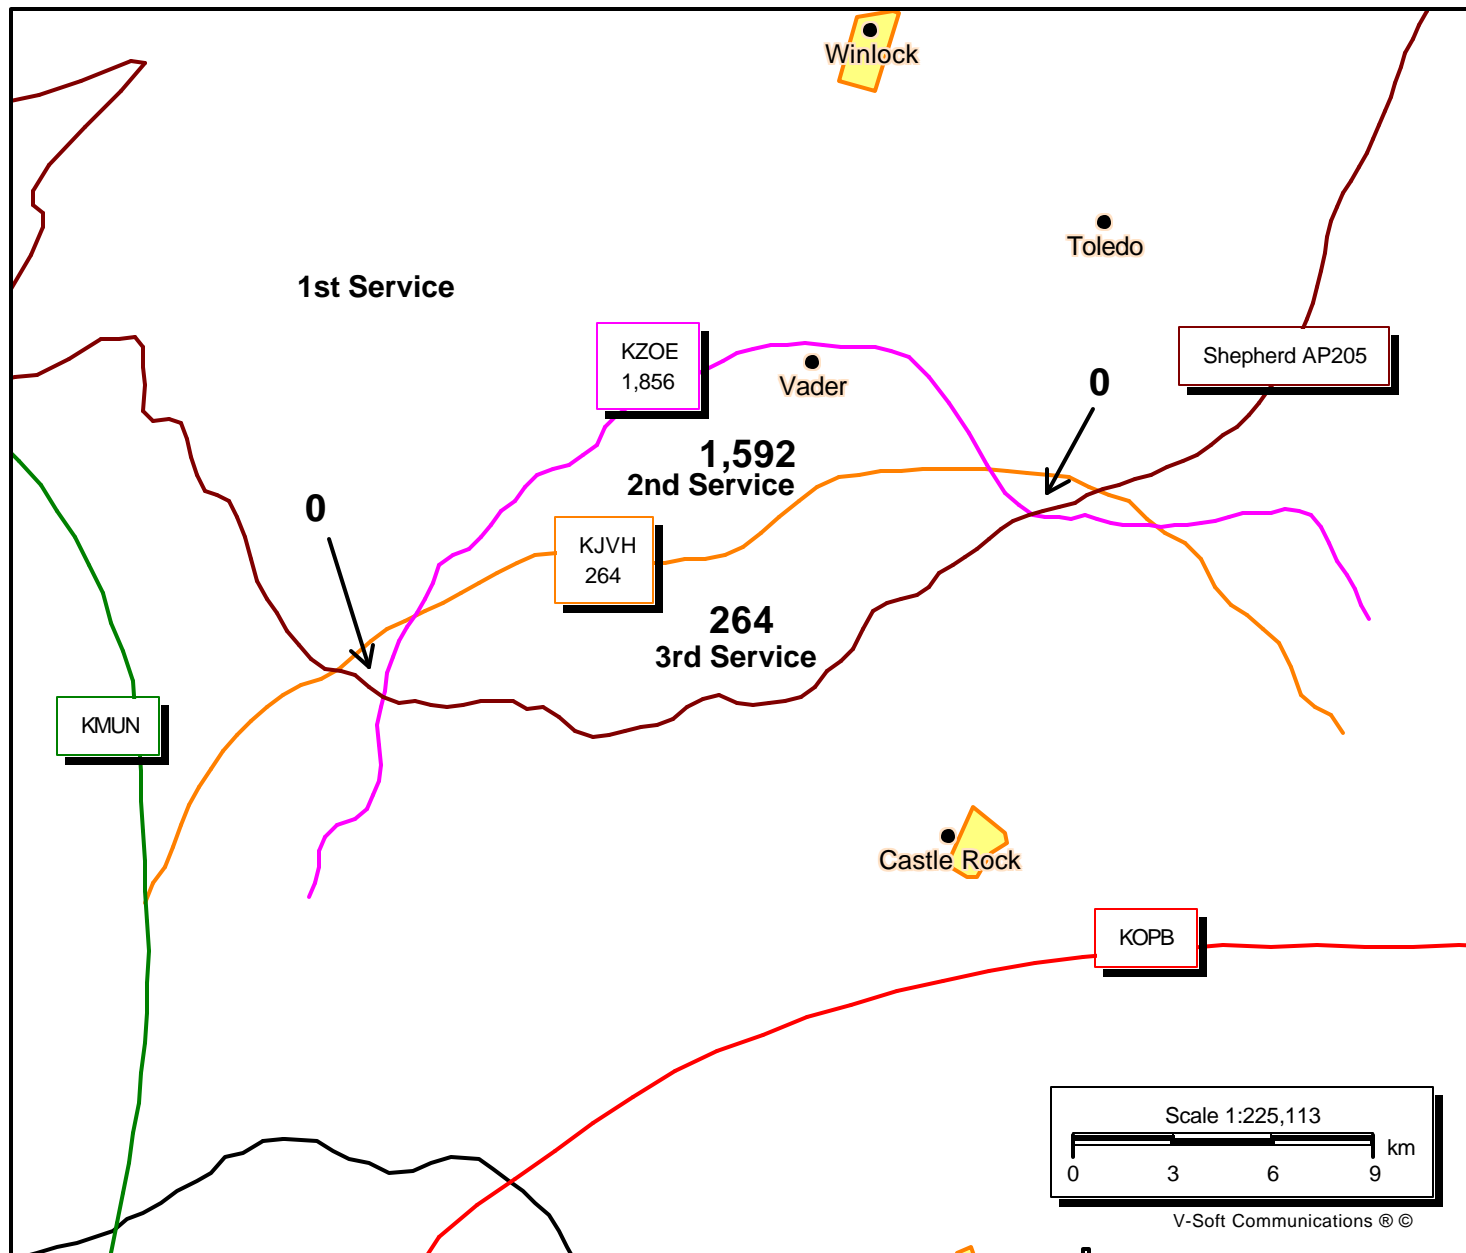 Winlock
Toledo
1st Service
KZOE
1,856
Shepherd AP205
Vader
0
1,592
2nd Service
0
KJVH
264
264
3rd Service
KMUN
Castle Rock
KOPB
Scale 1:225,113
km
0 3 6 9
V-Soft Communications ® ©